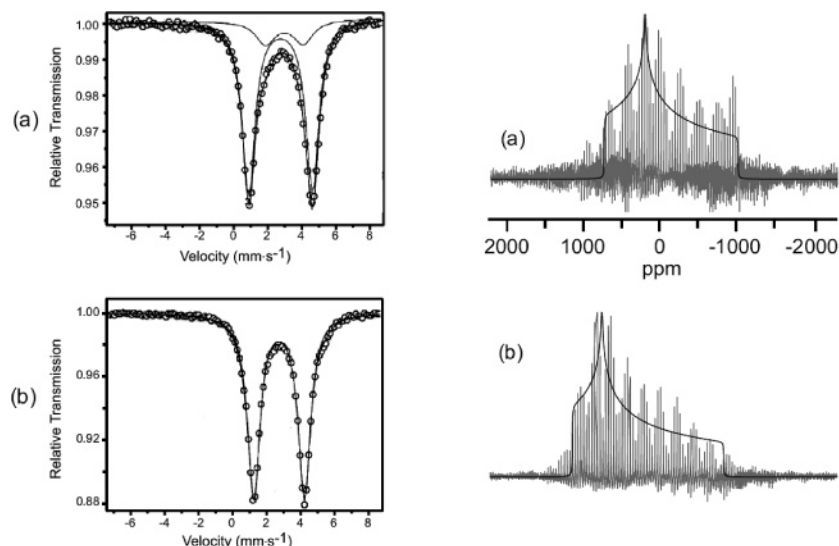 (a)
Relative Transmission
1.00
0.99
0.98
0.97
0.96
0.95
-6 -4 -2 0 2 4 6 8
Velocity (mm·s-1)
(a)
2000 1000 0 -1000 -2000
ppm
(b)
Relative Transmission
1.00
0.96
0.92
0.88
-6 -4 -2 0 2 4 6 8
Velocity (mm·s-1)
(b)